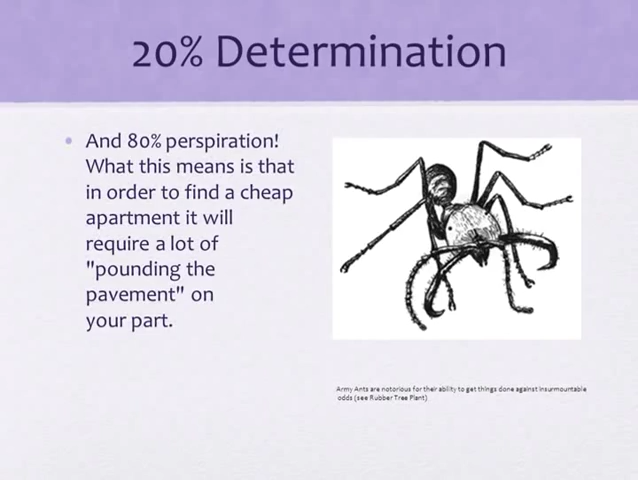 20% Determination
And 80% perspiration!
What this means is that
in order to find a cheap
apartment it will
require a lot of
"pounding the
pavement" on
your part.
Army Ants are notorious for their ability to get things done against insurmountable
odds (see Rubber Tree Plant)